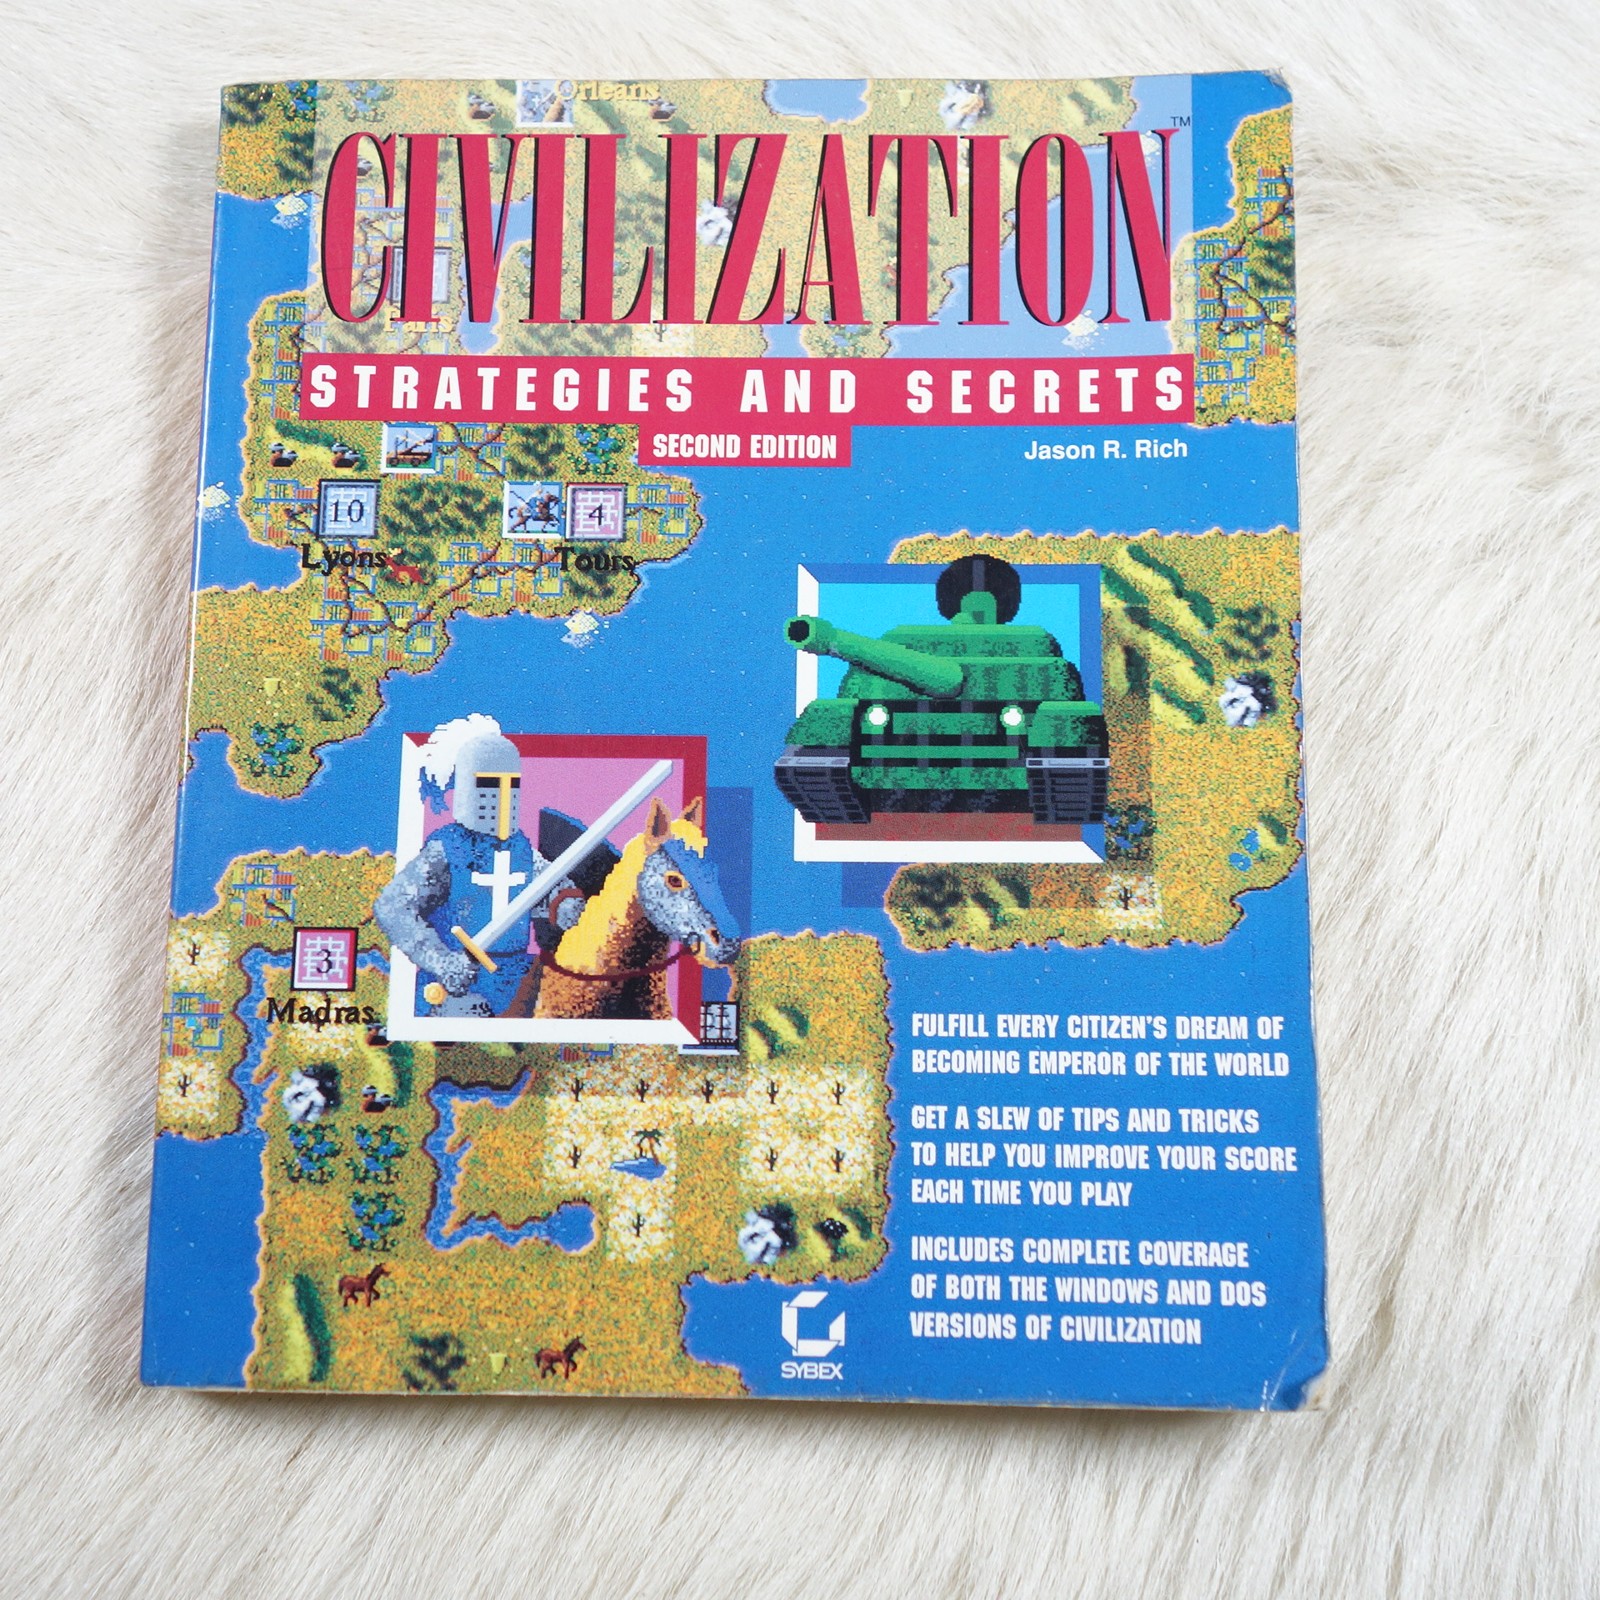 Orleans
CIVILIZATION™
Paris
STRATEGIES AND SECRETS
SECOND EDITION
Jason R. Rich
10
4
Lyons
Tours
3
Madras
FULFILL EVERY CITIZEN'S DREAM OF
BECOMING EMPEROR OF THE WORLD
GET A SLEW OF TIPS AND TRICKS
TO HELP YOU IMPROVE YOUR SCORE
EACH TIME YOU PLAY
INCLUDES COMPLETE COVERAGE
OF BOTH THE WINDOWS AND DOS
VERSIONS OF CIVILIZATION
SYBEX